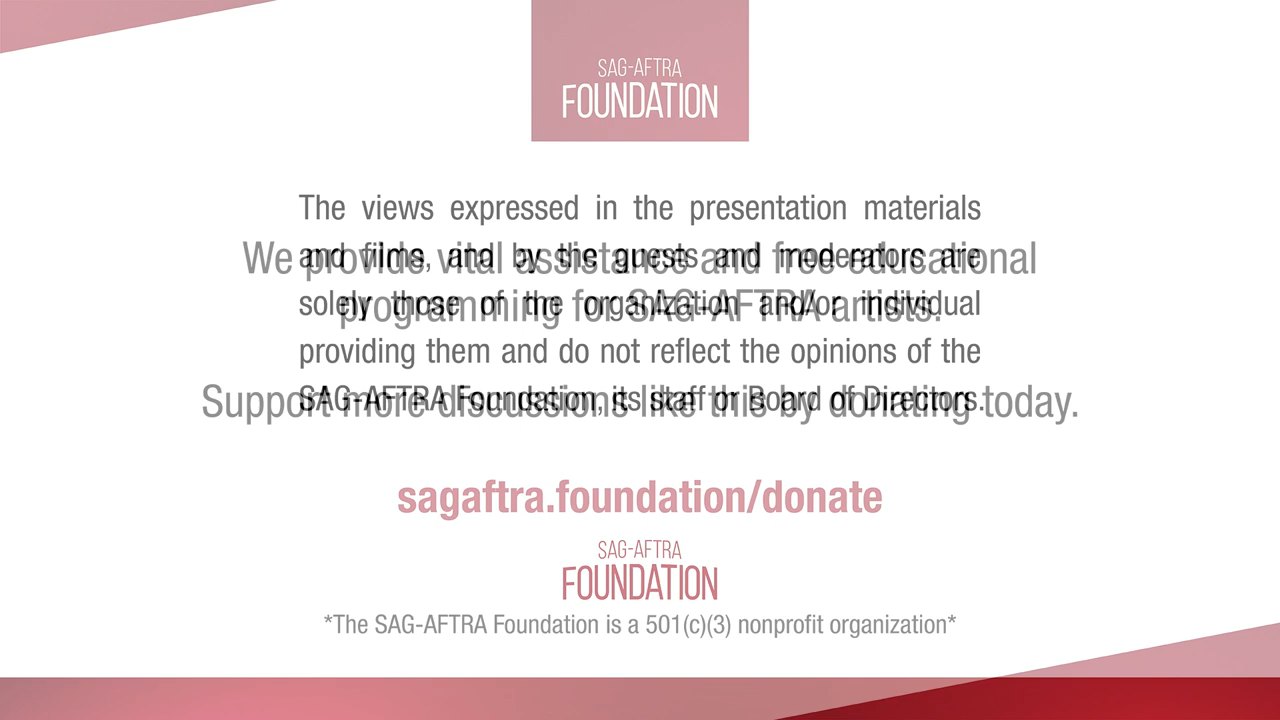 SAG-AFTRA
FOUNDATION
The views expressed in the presentation materials
We provide vital assistance and free educational
and films, and by the guests and moderators are
programming for SAG-AFTRA artists.
solely those of the organization and/or individual
providing them and do not reflect the opinions of the
Support more discussions like this by donating today.
SAG-AFTRA Foundation, its staff or Board of Directors.
sagaftra.foundation/donate
SAG-AFTRA
FOUNDATION
*The SAG-AFTRA Foundation is a 501(c)(3) nonprofit organization*